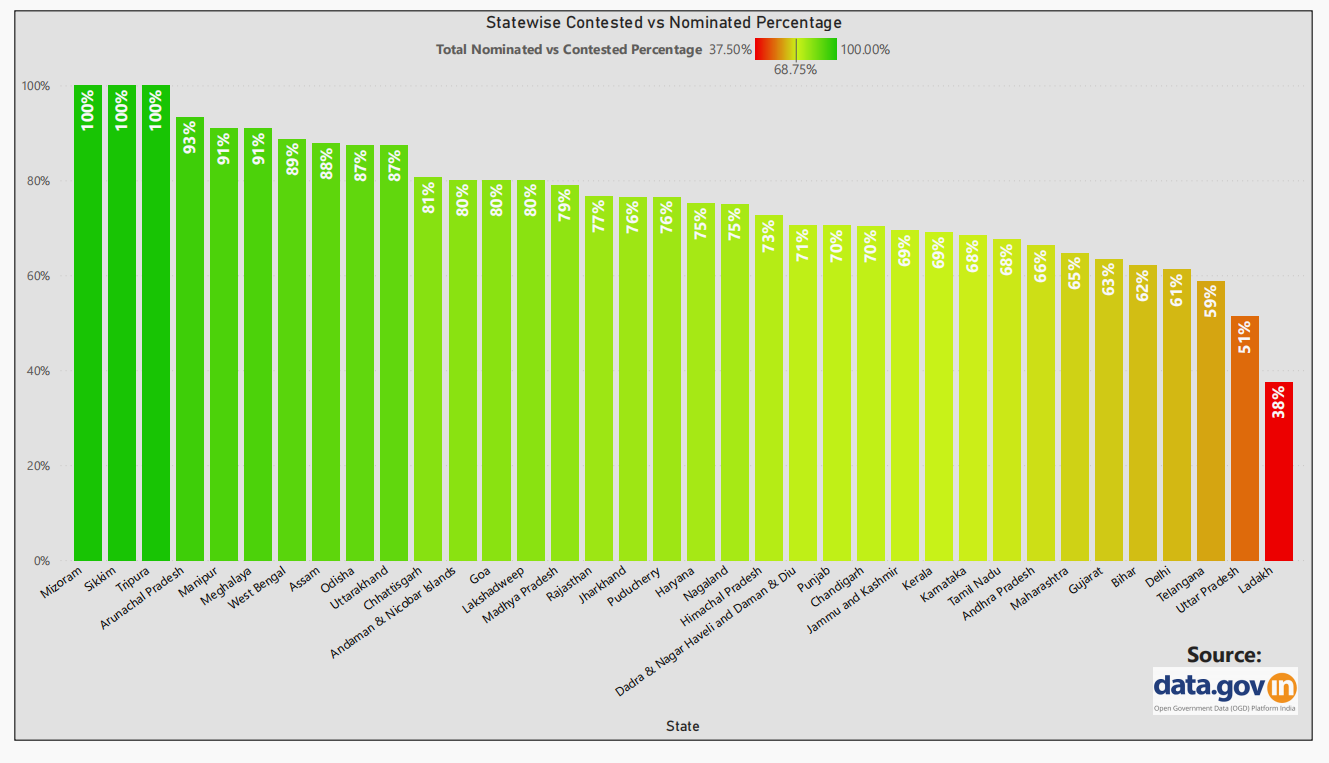 Statewise Contested vs Nominated Percentage
Total Nominated vs Contested Percentage 37.50% 100.00%
68.75%
100%
80%
60%
40%
20%
0%
100%
100%
100%
93%
91%
91%
89%
88%
87%
87%
81%
80%
80%
80%
79%
77%
76%
76%
75%
75%
73%
71%
70%
70%
69%
69%
68%
68%
66%
65%
63%
62%
61%
59%
51%
38%
Mizoram
Sikkim
Tripura
Arunachal Pradesh
Manipur
Meghalaya
West Bengal
Assam
Odisha
Uttarakhand
Chhattisgarh
Andaman & Nicobar Islands
Goa
Lakshadweep
Madhya Pradesh
Rajasthan
Jharkhand
Puducherry
Haryana
Nagaland
Himachal Pradesh
Dadra & Nagar Haveli and Daman & Diu
Punjab
Chandigarh
Jammu and Kashmir
Kerala
Karnataka
Tamil Nadu
Andhra Pradesh
Maharashtra
Gujarat
Bihar
Delhi
Telangana
Uttar Pradesh
Ladakh
Source:
data.gov in
Open Government Data (OGD) Platform India
State